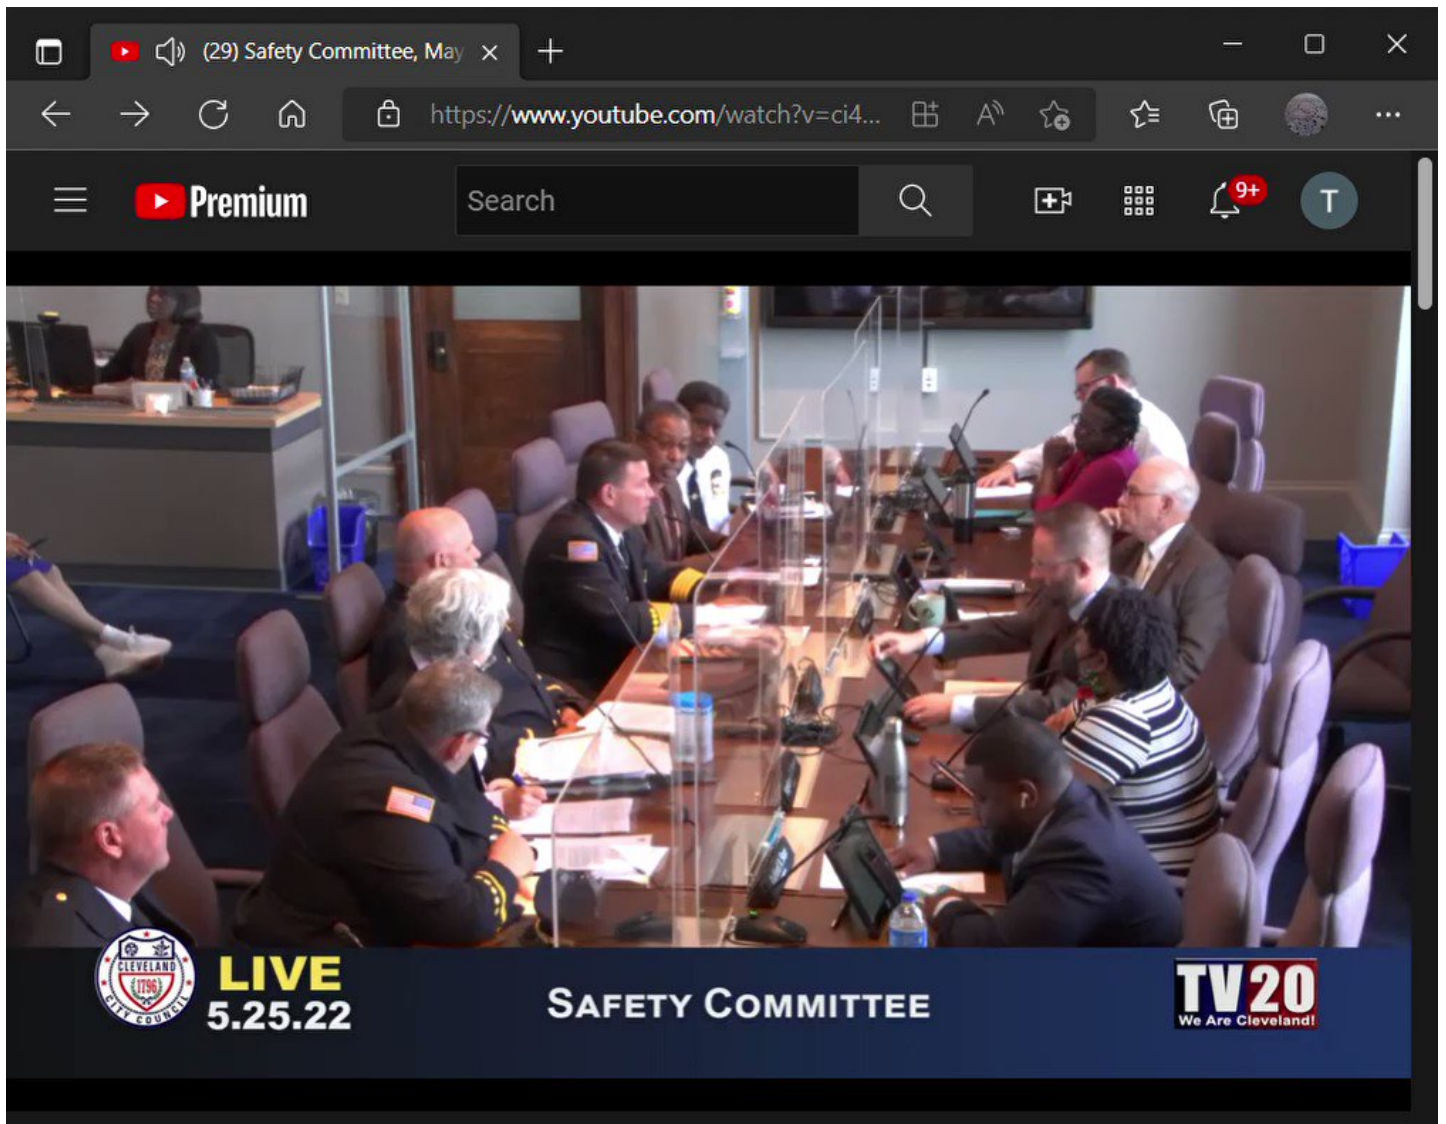 (29) Safety Committee, May
https://www.youtube.com/watch?v=ci4...
Premium
Search
9+
T
CLEVELAND
1796
CITY COUNCIL
LIVE
5.25.22
SAFETY COMMITTEE
TV20
We Are Cleveland!